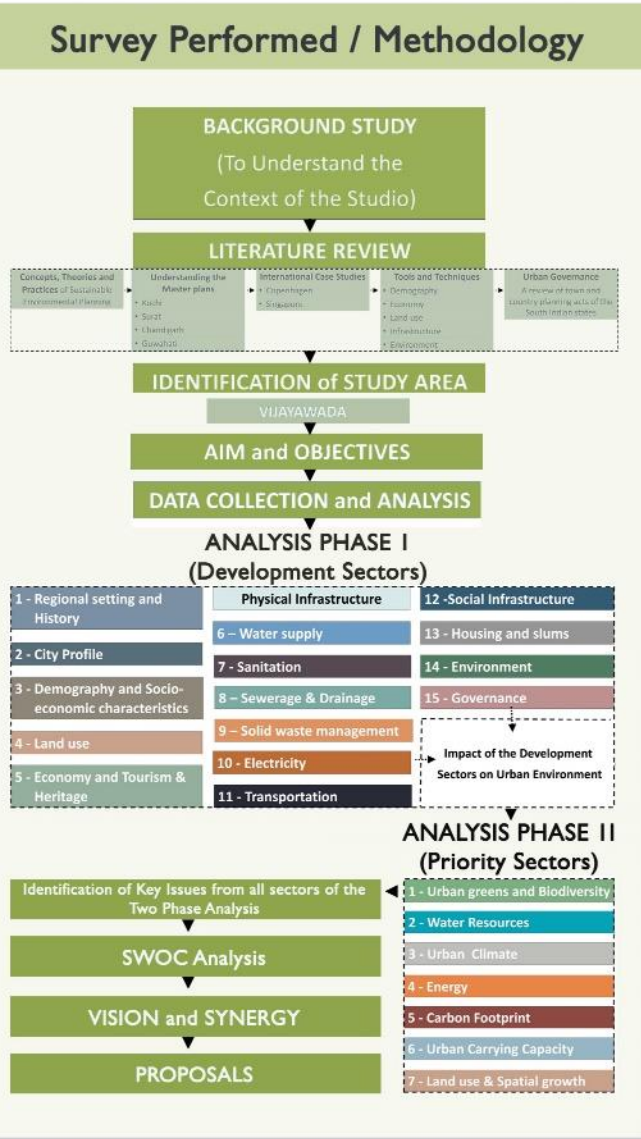 Survey Performed / Methodology
BACKGROUND STUDY
(To Understand the
Context of the Studio)
LITERATURE REVIEW
Concepts, Theories and
Practices of Sustainable
Environmental Planning
Understanding the
Master plans
• Kochi
• Surat
• Chandigarh
• Guwahati
International Case Studies
• Copenhagen
• Singapore
Tools and Techniques
• Demography
• Economy
• Land use
• Infrastructure
• Environment
Urban Governance
A review of town and
country planning acts of the
South Indian states
IDENTIFICATION of STUDY AREA
VIJAYAWADA
AIM and OBJECTIVES
DATA COLLECTION and ANALYSIS
ANALYSIS PHASE I
(Development Sectors)
1 - Regional setting and
History
2 - City Profile
3 - Demography and Socio-
economic characteristics
4 - Land use
5 - Economy and Tourism &
Heritage
Physical Infrastructure
6 – Water supply
7 - Sanitation
8 – Sewerage & Drainage
9 – Solid waste management
10 - Electricity
11 - Transportation
12 -Social Infrastructure
13 - Housing and slums
14 - Environment
15 - Governance
Impact of the Development
Sectors on Urban Environment
ANALYSIS PHASE II
(Priority Sectors)
1 - Urban greens and Biodiversity
2 - Water Resources
3 - Urban Climate
4 - Energy
5 - Carbon Footprint
6 - Urban Carrying Capacity
7 - Land use & Spatial growth
Identification of Key Issues from all sectors of the
Two Phase Analysis
SWOC Analysis
VISION and SYNERGY
PROPOSALS